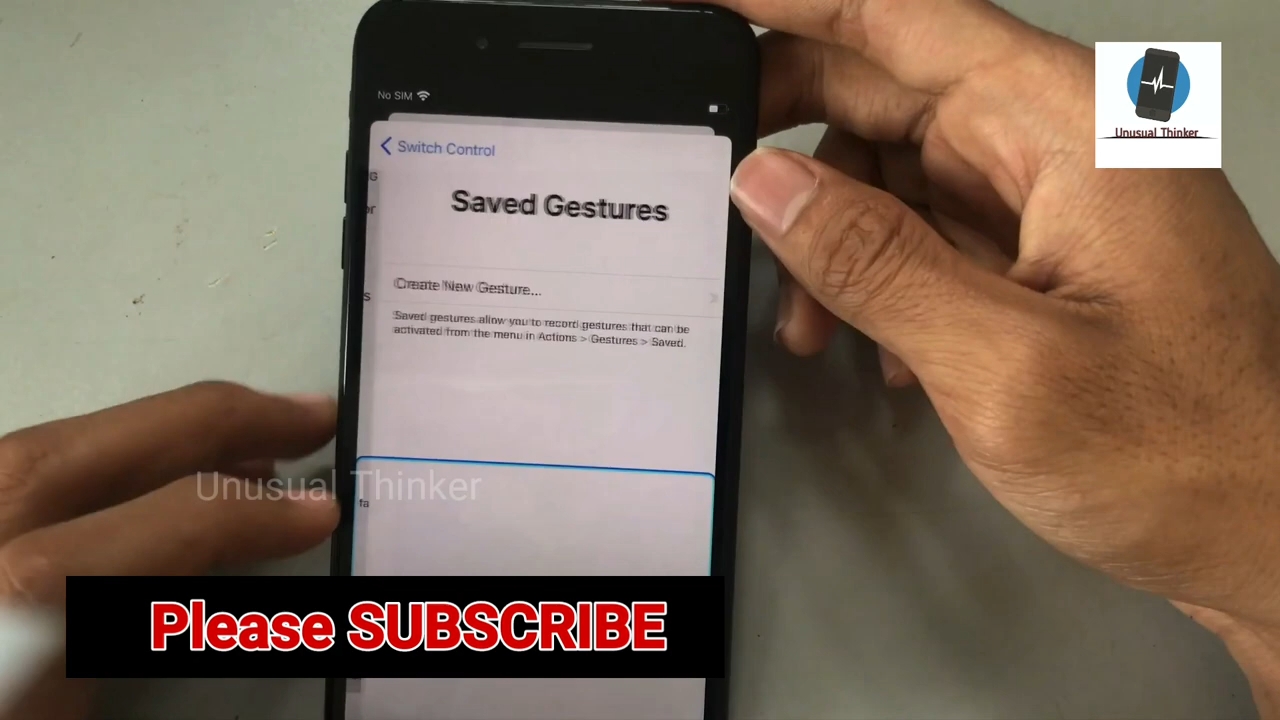 No SIM
Switch Control
Saved Gestures
Create New Gesture...
Saved gestures allow you to record gestures that can be
activated from the menu in Actions > Gestures > Saved.
Unusual Thinker
Unusual Thinker
Please SUBSCRIBE